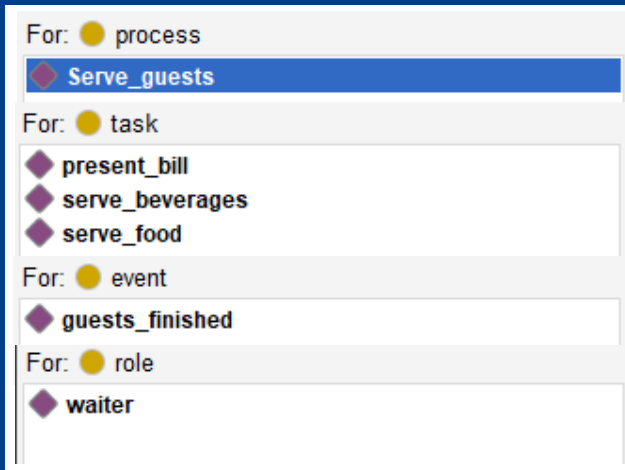 For: process
Serve_guests
For: task
present_bill
serve_beverages
serve_food
For: event
guests_finished
For: role
waiter